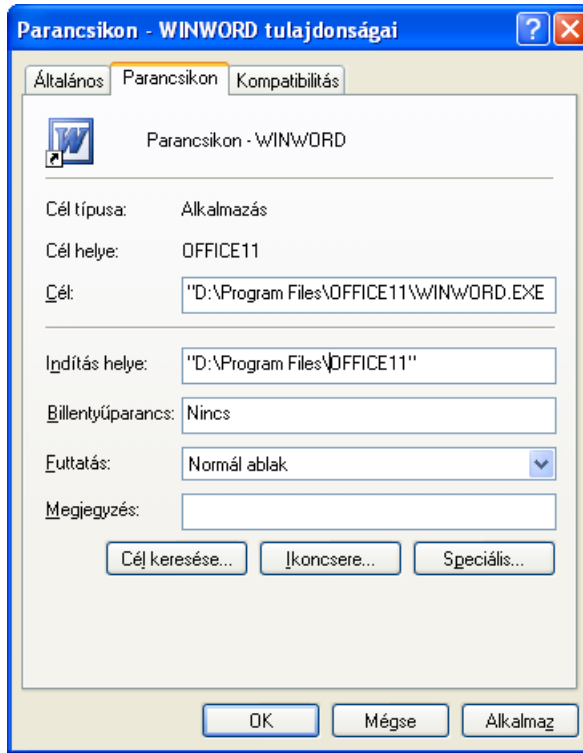 Parancsikon - WINWORD tulajdonságai
Általános Parancsikon Kompatibilitás
Parancsikon - WINWORD
Cél típusa: Alkalmazás
Cél helye: OFFICE11
Cél: "D:\Program Files\OFFICE11\WINWORD.EXE
Indítás helye: "D:\Program Files\OFFICE11"
Billentyűparancs: Nincs
Futtatás: Normál ablak
Megjegyzés:
Cél keresése... Ikoncsere... Speciális...
OK Mégse Alkalmaz